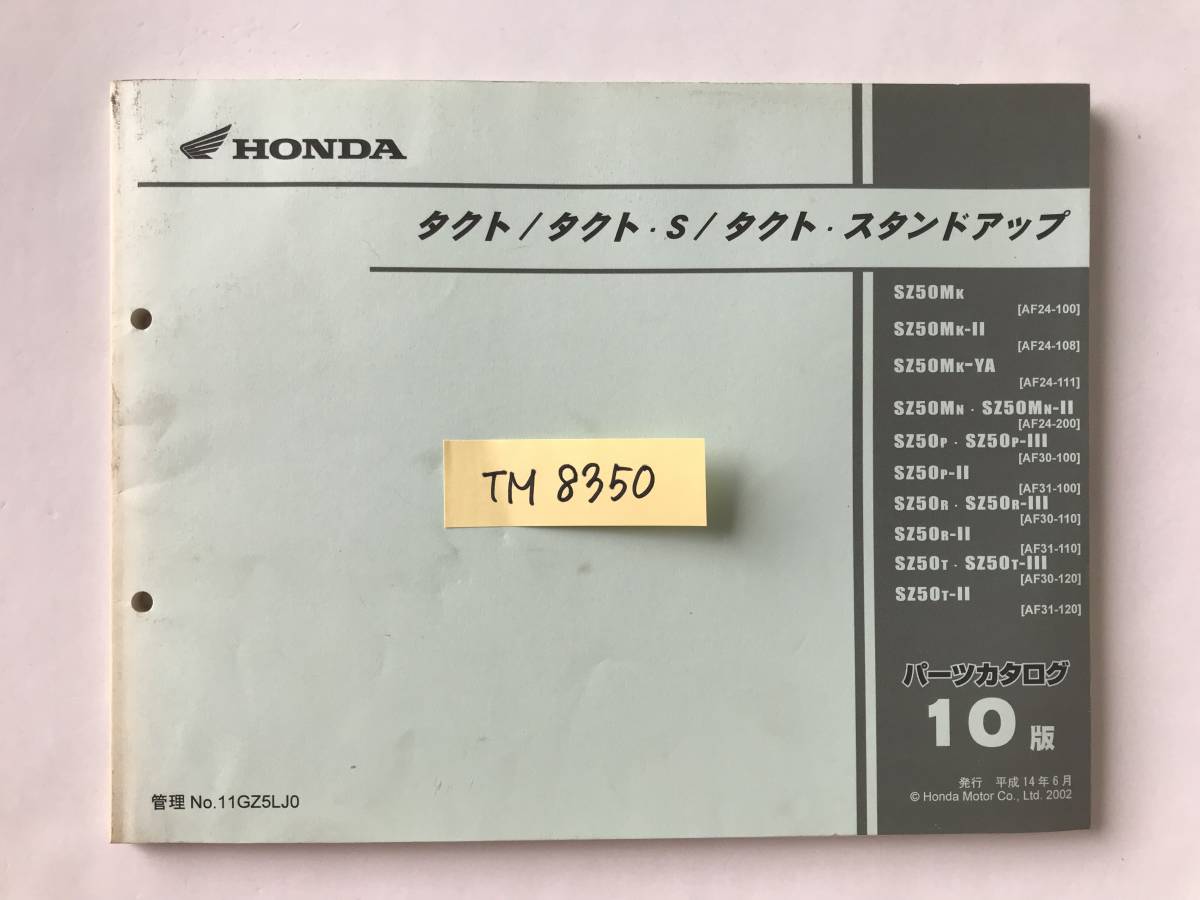 HONDA
タクト / タクト・S / タクト・スタンドアップ
SZ50MK
[AF24-100]
SZ50MK-II
[AF24-108]
SZ50MK-YA
[AF24-111]
SZ50MN · SZ50MN-II
[AF24-200]
SZ50P · SZ50P-III
[AF30-100]
SZ50P-II
[AF31-100]
SZ50R · SZ50R-III
[AF30-110]
SZ50R-II
[AF31-110]
SZ50T · SZ50T-III
[AF30-120]
SZ50T-II
[AF31-120]
TM 8350
パーツカタログ
10 版
発行 平成14年6月
© Honda Motor Co., Ltd. 2002
管理 No.11GZ5LJ0